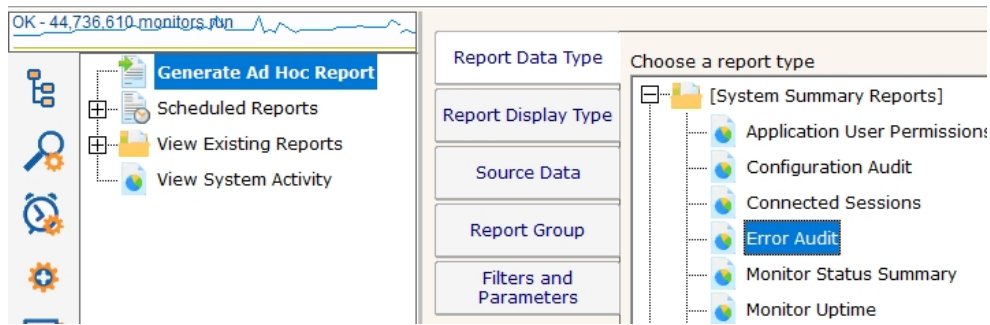 OK - 44,736,610 monitors run
Generate Ad Hoc Report
Scheduled Reports
View Existing Reports
View System Activity
Report Data Type
Report Display Type
Source Data
Report Group
Filters and
Parameters
Choose a report type
[System Summary Reports]
Application User Permissions
Configuration Audit
Connected Sessions
Error Audit
Monitor Status Summary
Monitor Uptime